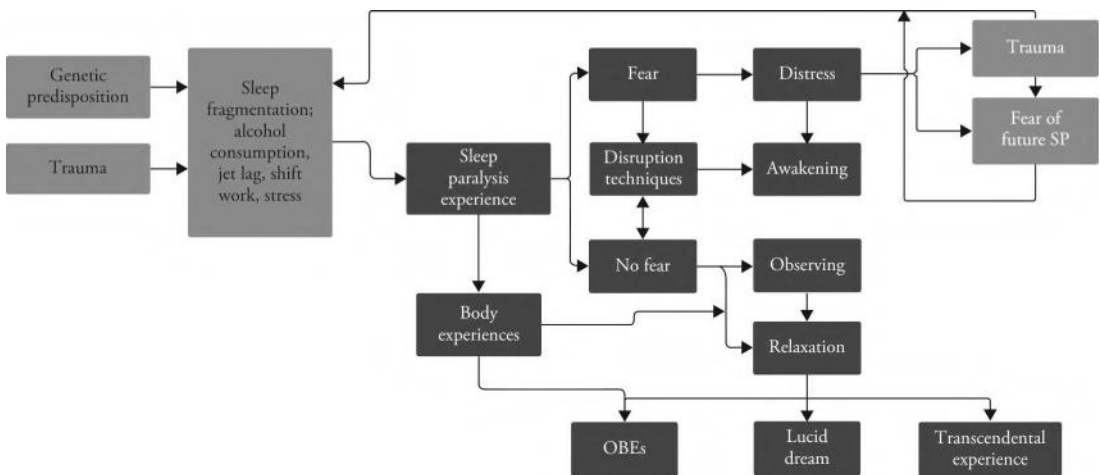 Genetic
predisposition
Trauma
Sleep
fragmentation;
alcohol
consumption,
jet lag, shift
work, stress
Sleep
paralysis
experience
Body
experiences
Fear
Disruption
techniques
No fear
Distress
Awakening
Observing
Relaxation
OBEs
Lucid
dream
Transcendental
experience
Trauma
Fear of
future SP